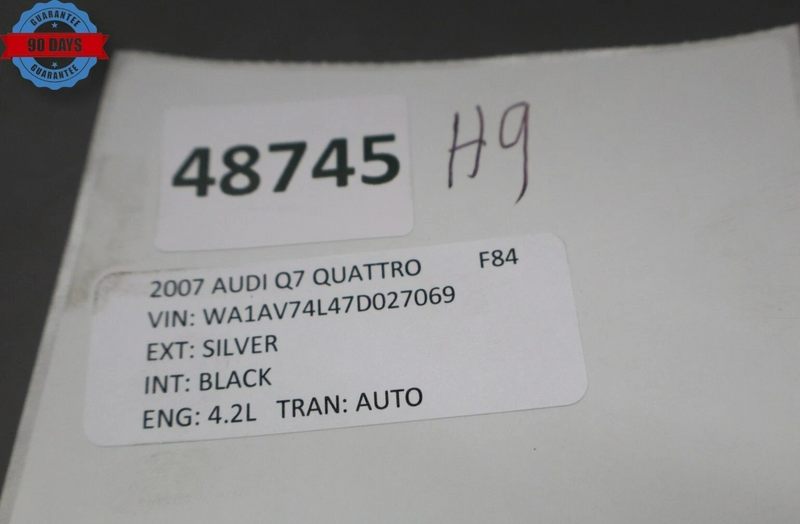 GUARANTEE
90 DAYS
GUARANTEE
48745 H9
2007 AUDI Q7 QUATTRO F84
VIN: WA1AV74L47D027069
EXT: SILVER
INT: BLACK
ENG: 4.2L TRAN: AUTO